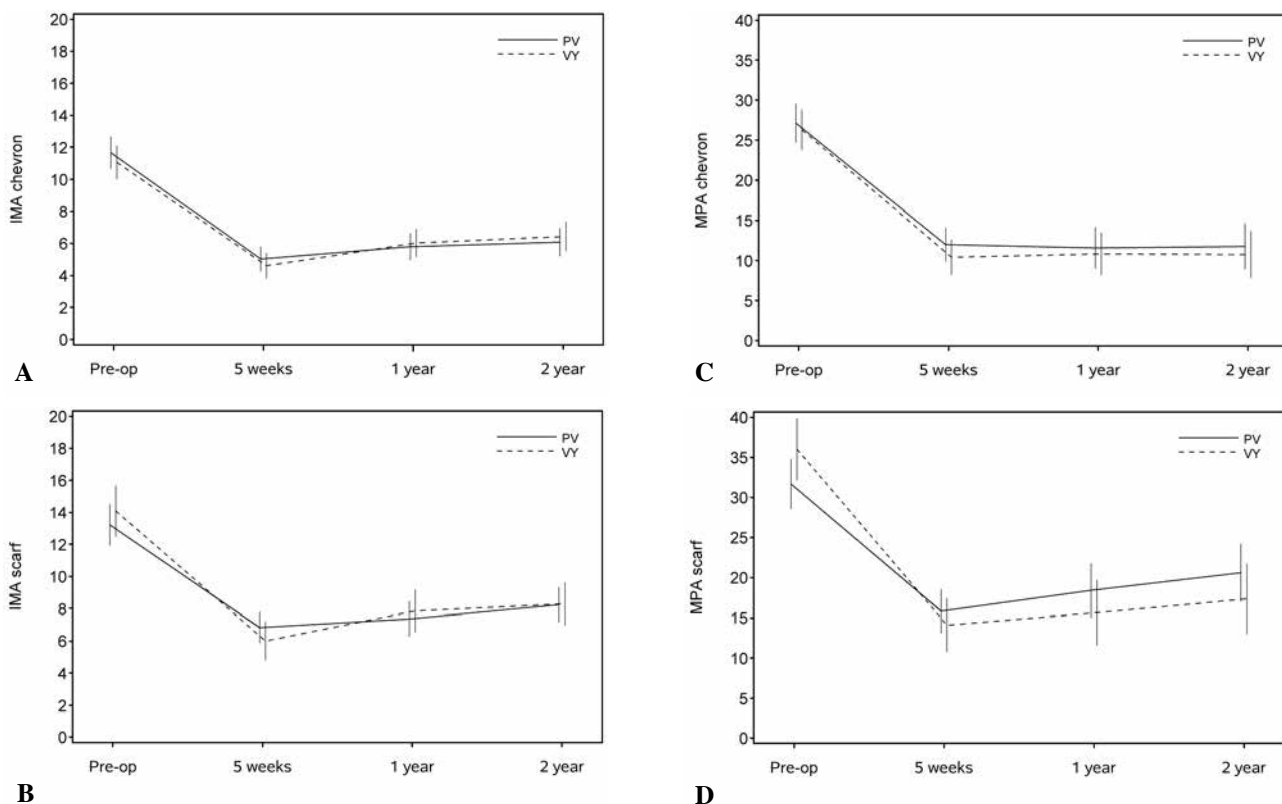 20
18
16
14
12
10
8
6
4
2
0
IMA chevron
PV
VY
Pre-op 5 weeks 1 year 2 year
A
40
35
30
25
20
15
10
5
0
MPA chevron
PV
VY
Pre-op 5 weeks 1 year 2 year
C
20
18
16
14
12
10
8
6
4
2
0
IMA scarf
PV
VY
Pre-op 5 weeks 1 year 2 year
B
40
35
30
25
20
15
10
5
0
MPA scarf
PV
VY
Pre-op 5 weeks 1 year 2 year
D